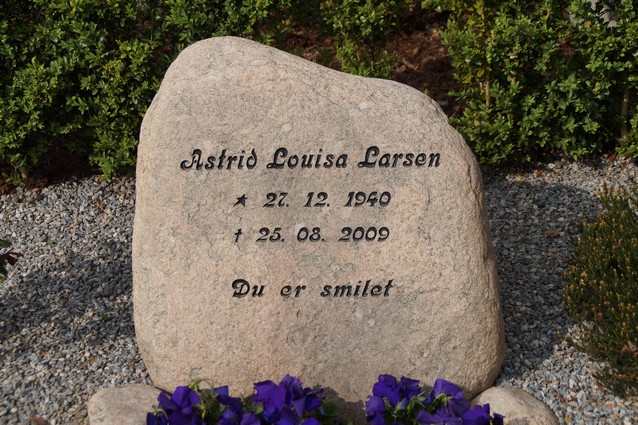 Astrid Louisa Larsen
★ 27. 12. 1940
† 25. 08. 2009
Du er smilet